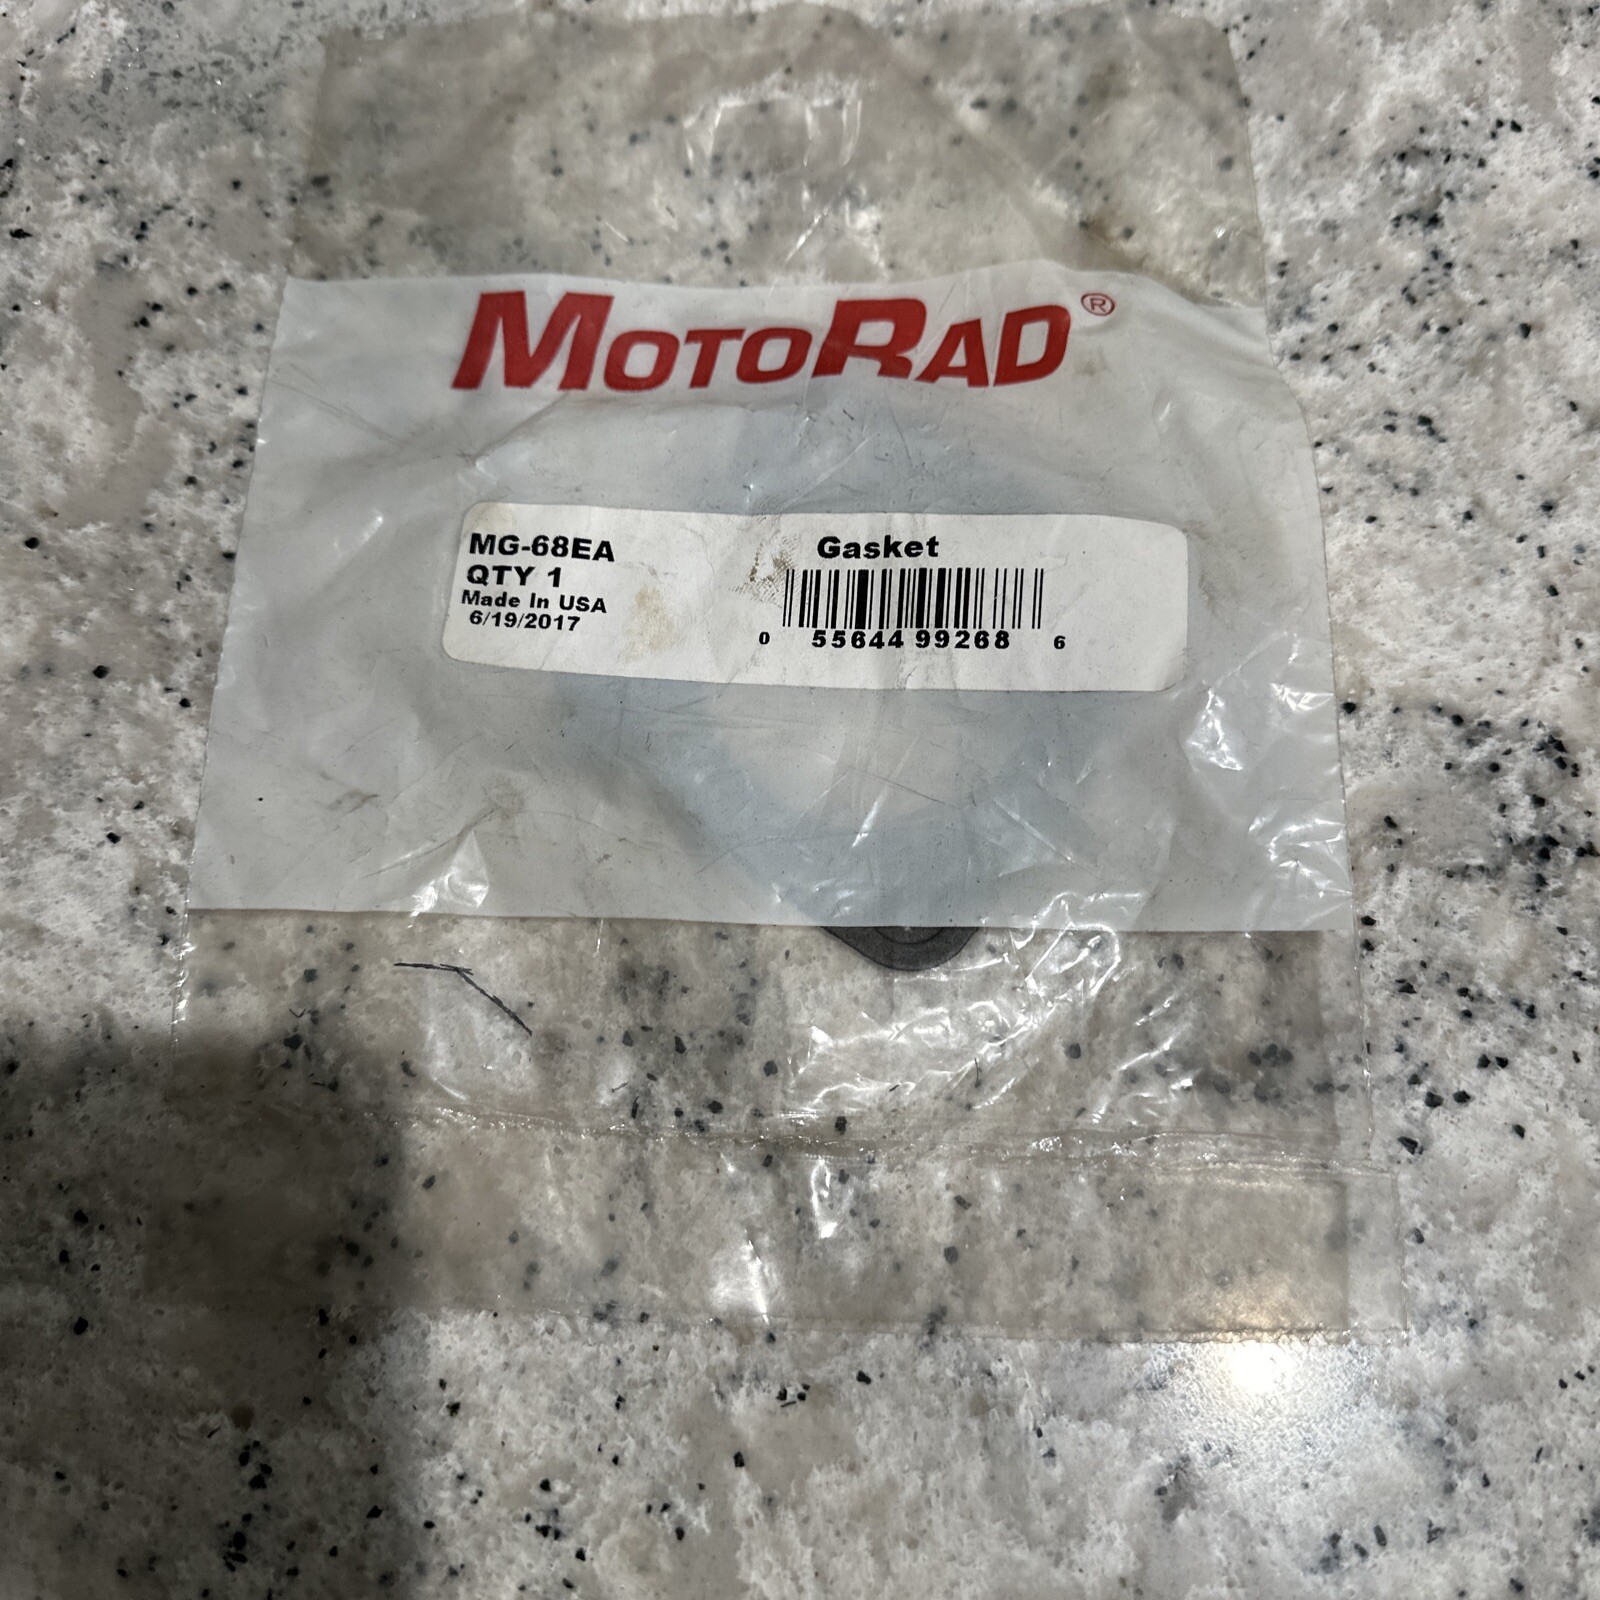 MOTORAD®
MG-68EA
QTY 1
Made In USA
6/19/2017
Gasket
0 55644 99268 6